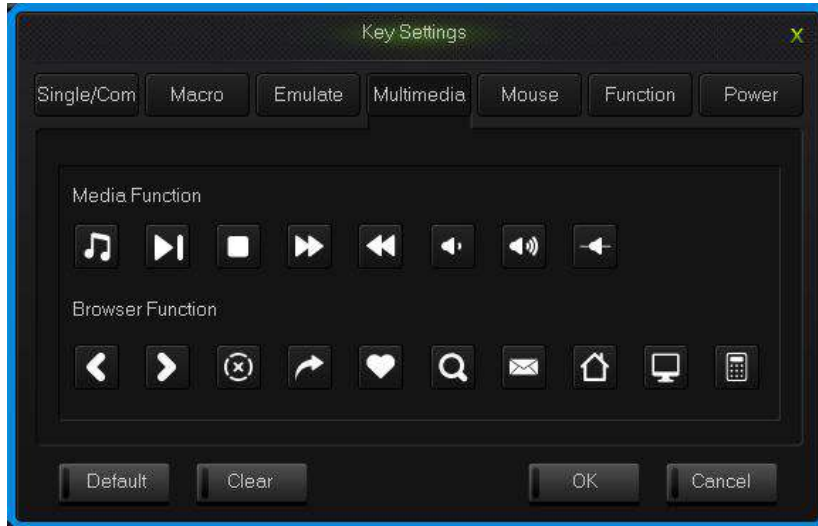 Key Settings
X
Single/Com Macro Emulate Multimedia Mouse Function Power
Media Function
Browser Function
Default Clear OK Cancel